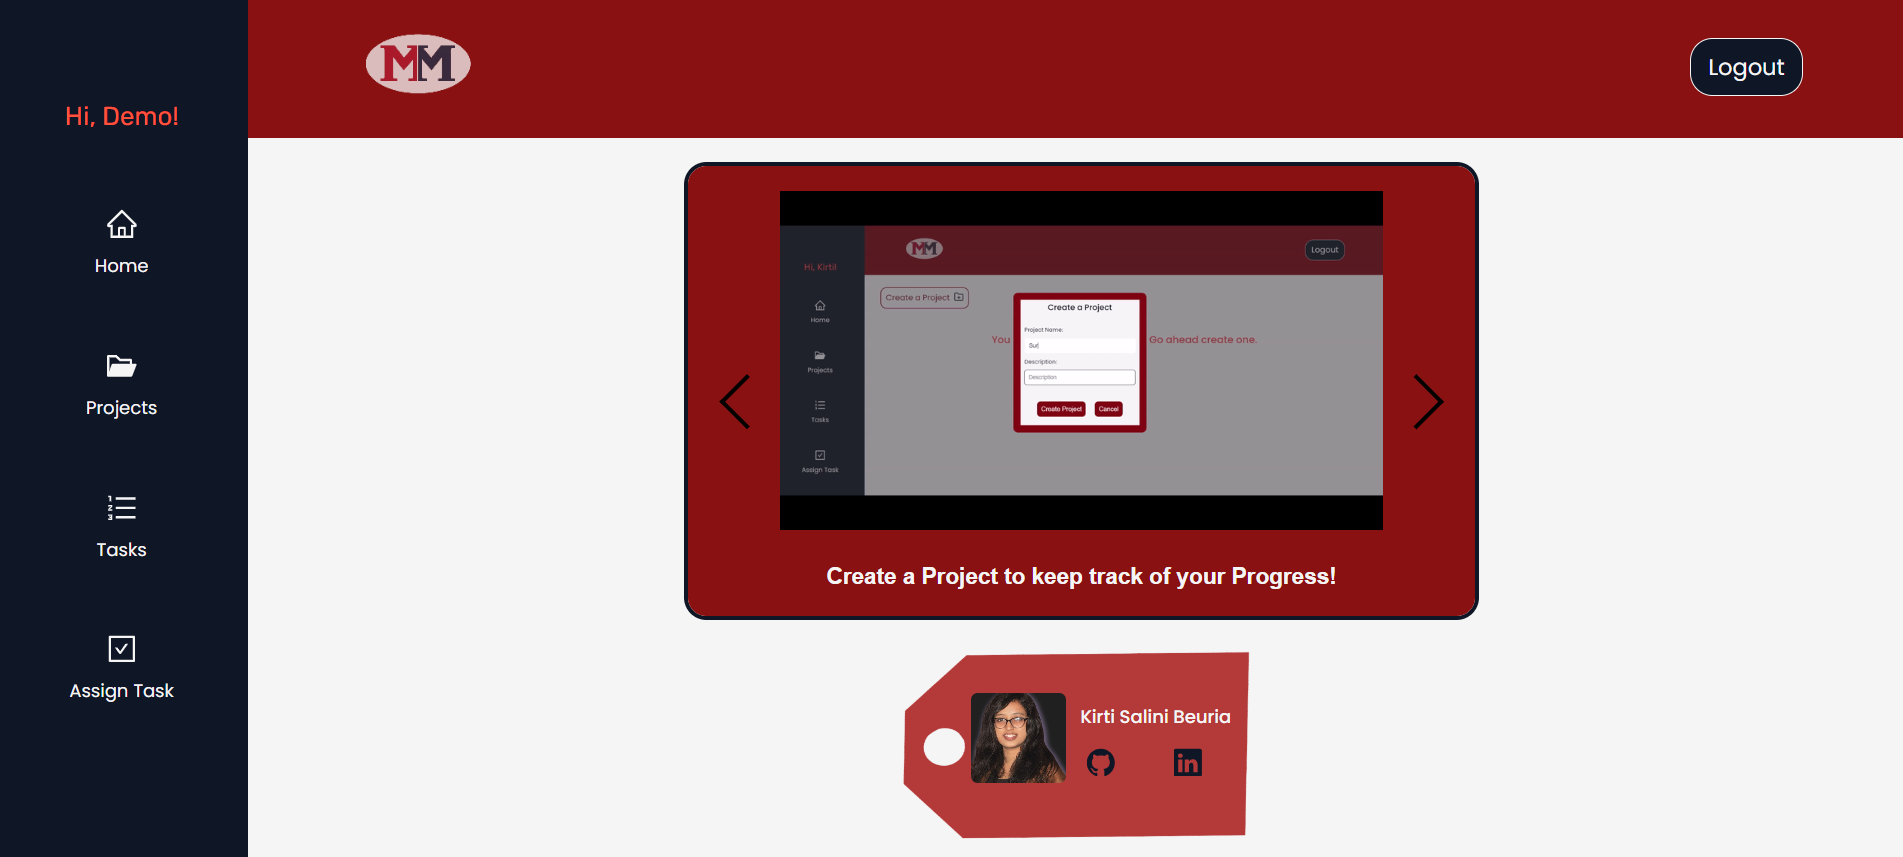 Hi, Demo!
Home
Projects
Tasks
Assign Task
MM
Logout
MM
Logout
Hi, Kirti!
Home
Projects
Tasks
Assign Task
Create a Project
You
Go ahead create one.
Create a Project
Project Name:
Sur
Description:
Description
Create Project
Cancel
Create a Project to keep track of your Progress!
Kirti Salini Beuria
in